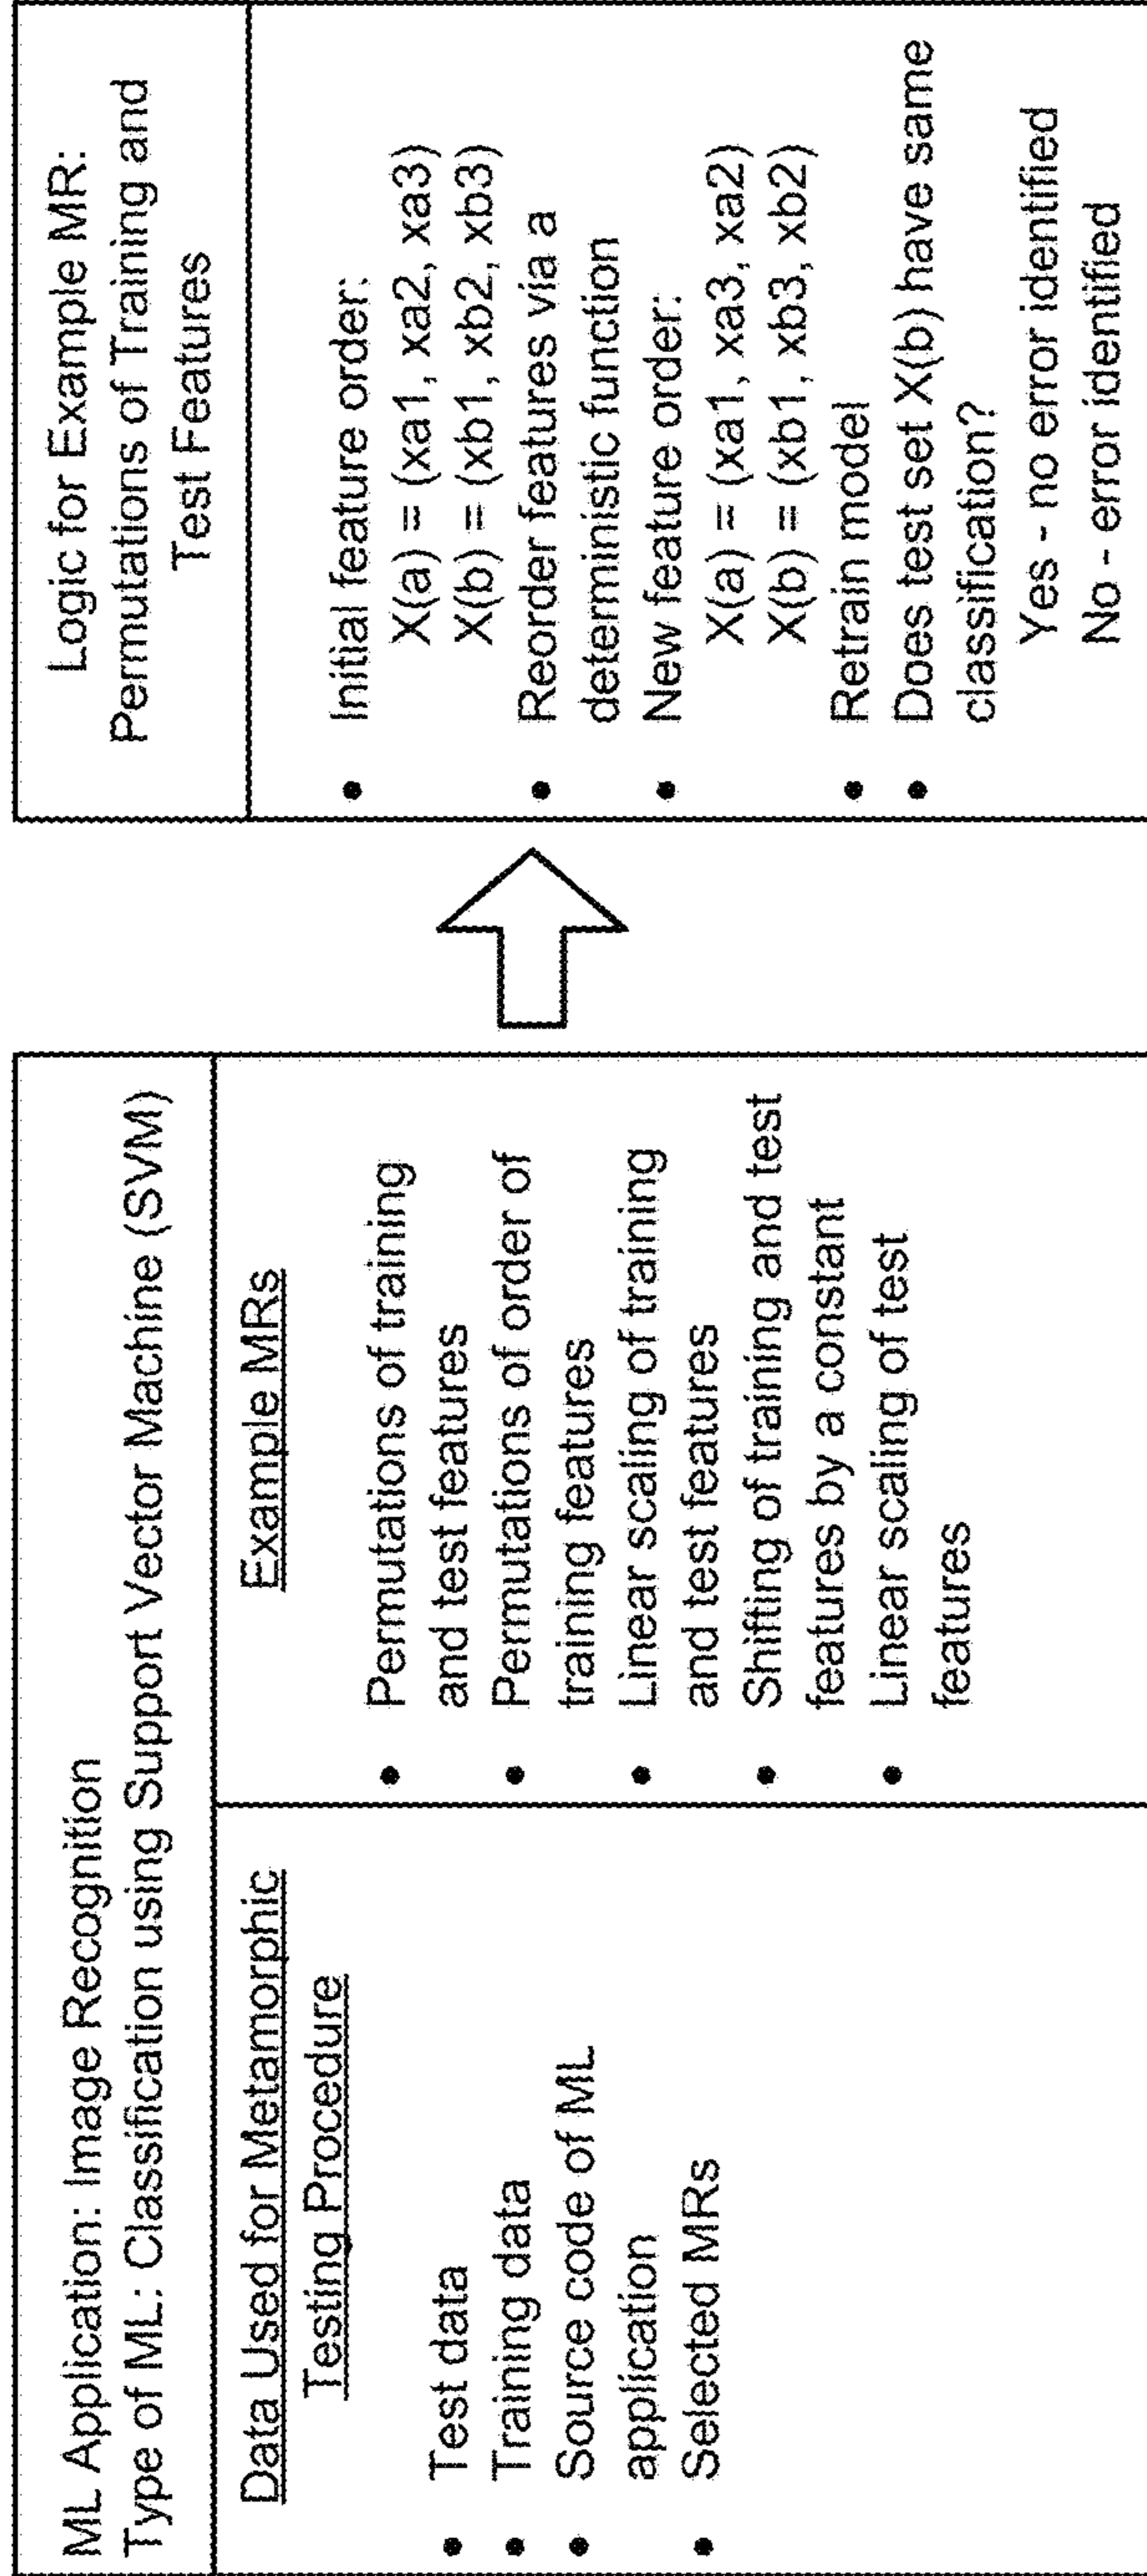 ML Application: Image Recognition
Type of ML: Classification using Support Vector Machine (SVM)
Data Used for Metamorphic
Testing Procedure
• Test data
• Training data
• Source code of ML
application
• Selected MRs
Example MRs
• Permutations of training
and test features
• Permutations of order of
training features
• Linear scaling of training
and test features
• Shifting of training and test
features by a constant
• Linear scaling of test
features
Logic for Example MR:
Permutations of Training and
Test Features
• Initial feature order:
X(a) = (xa1, xa2, xa3)
X(b) = (xb1, xb2, xb3)
• Reorder features via a
deterministic function
• New feature order:
X(a) = (xa1, xa3, xa2)
X(b) = (xb1, xb3, xb2)
• Retrain model
• Does test set X(b) have same
classification?
Yes - no error identified
No - error identified